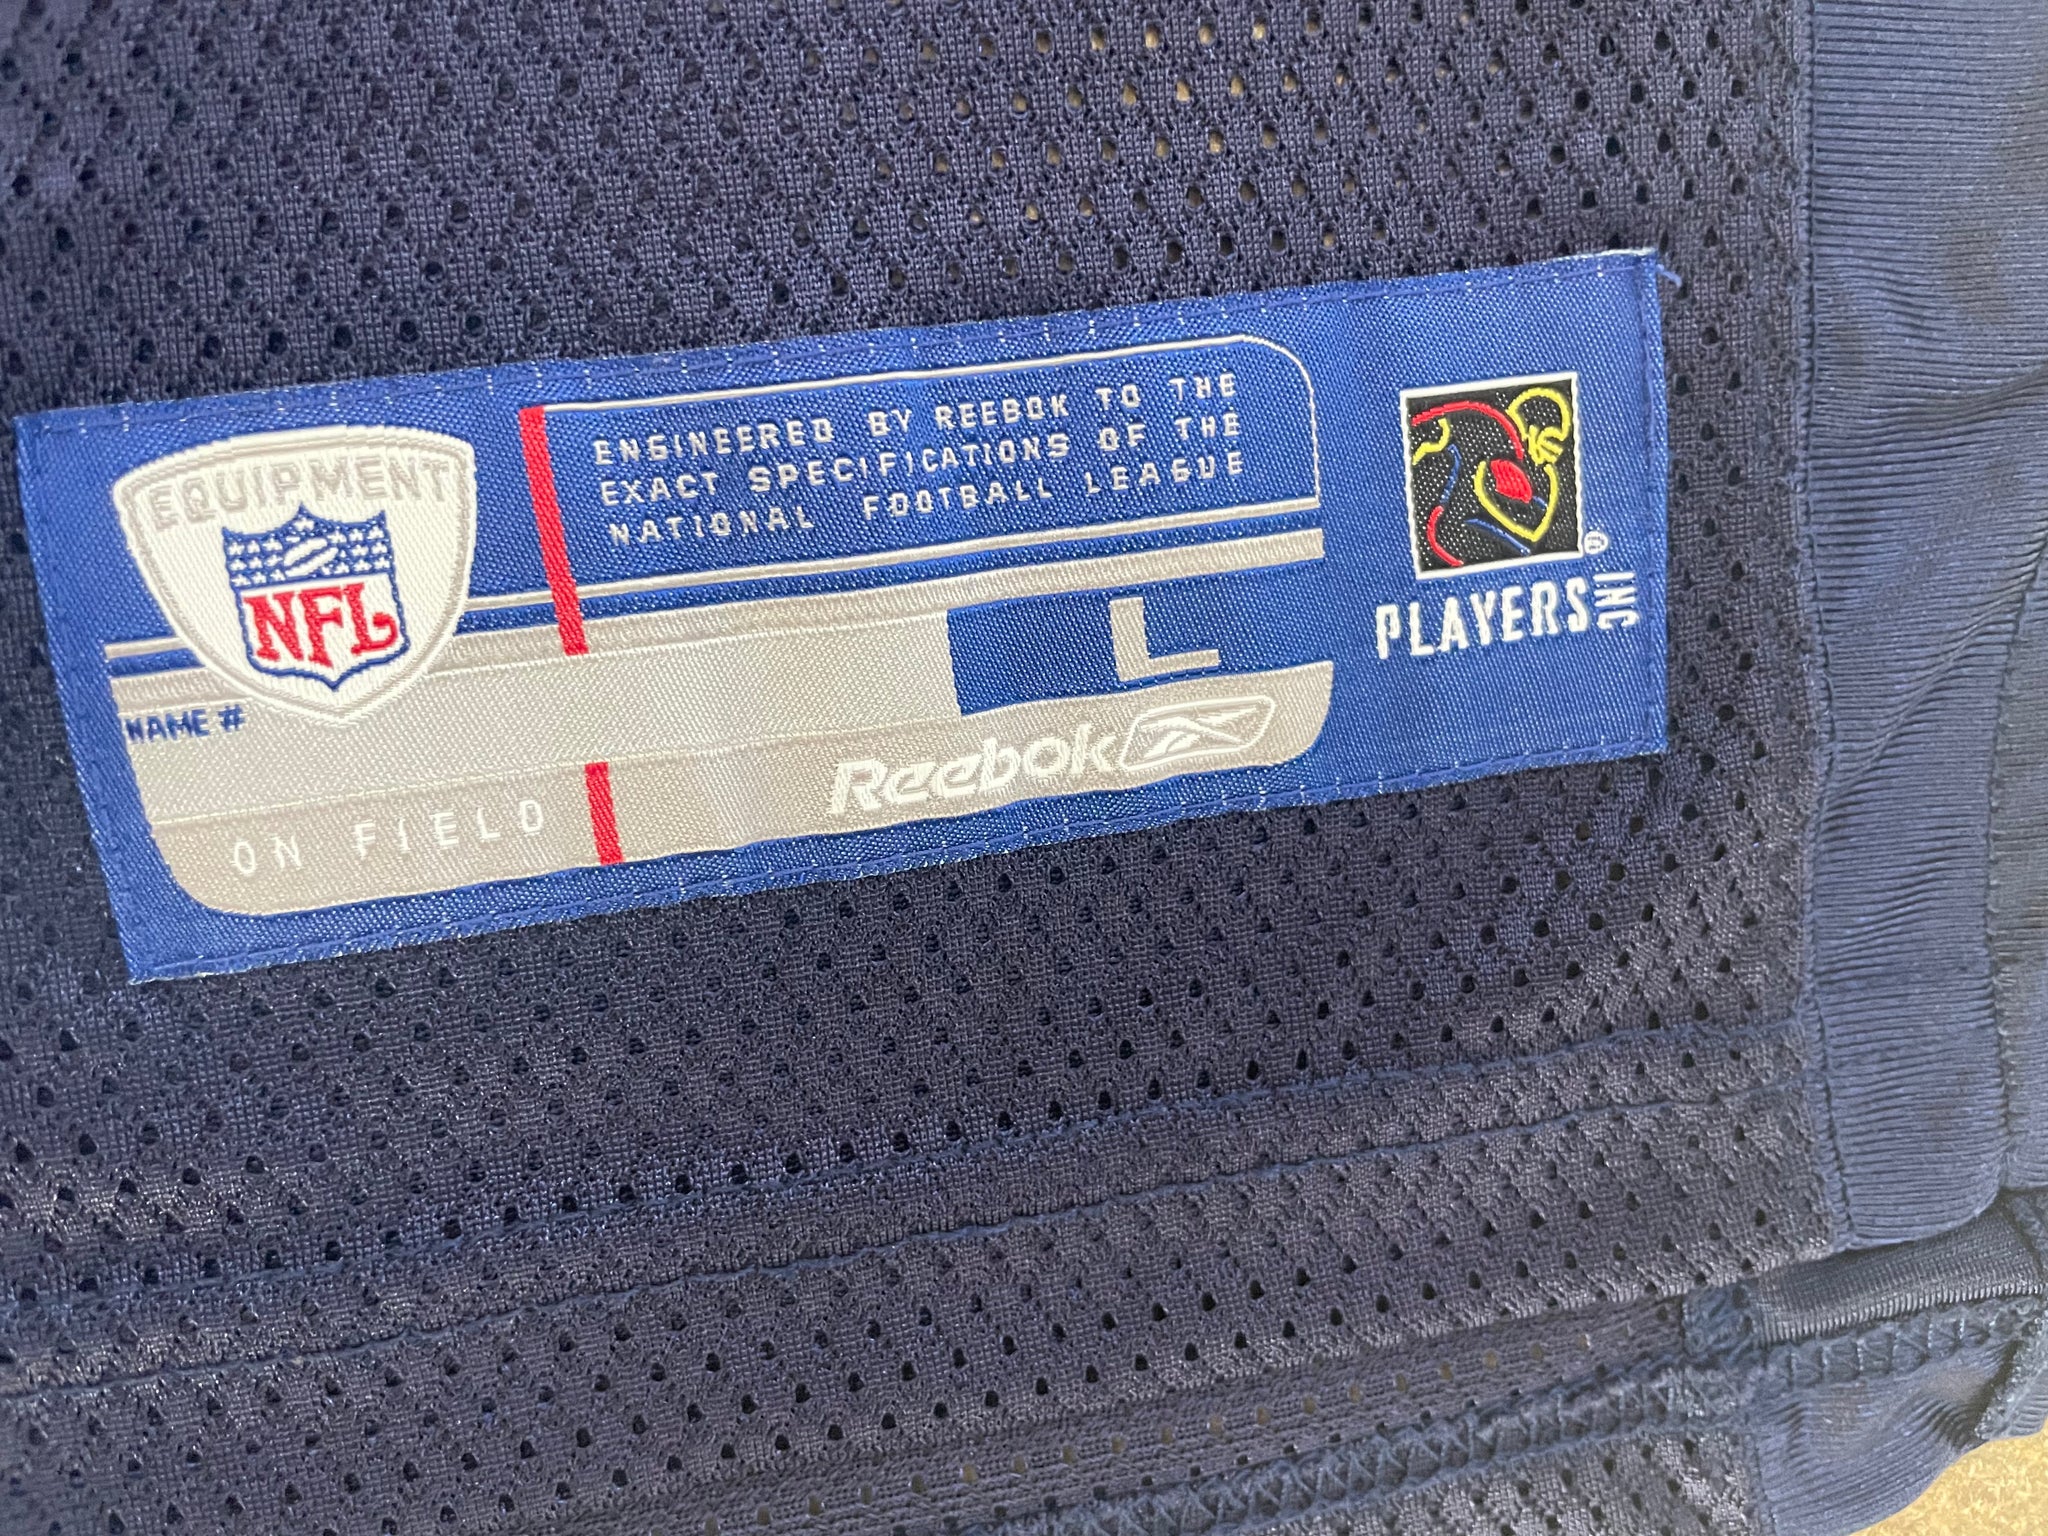 EQUIPMENT
NFL
ENGINEERED BY REEBOK TO THE
EXACT SPECIFICATIONS OF THE
NATIONAL FOOTBALL LEAGUE
L
NAME #
ON FIELD
Reebok
PLAYERS INC
®